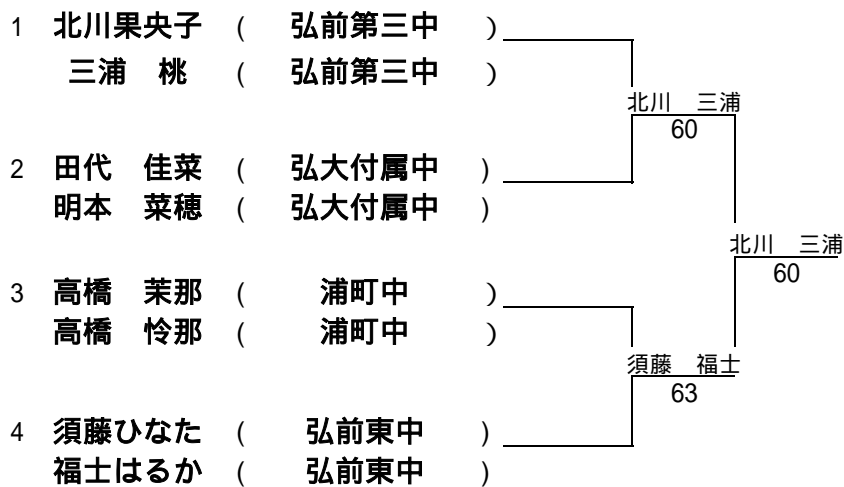 1 北川果央子 ( 弘前第三中 )
三浦　桃 ( 弘前第三中 )
北川　三浦
60
2 田代　佳菜 ( 弘大付属中 )
明本　菜穂 ( 弘大付属中 )
北川　三浦
60
3 高橋　茉那 ( 浦町中 )
高橋　怜那 ( 浦町中 )
須藤　福士
63
4 須藤ひなた ( 弘前東中 )
福士はるか ( 弘前東中 )